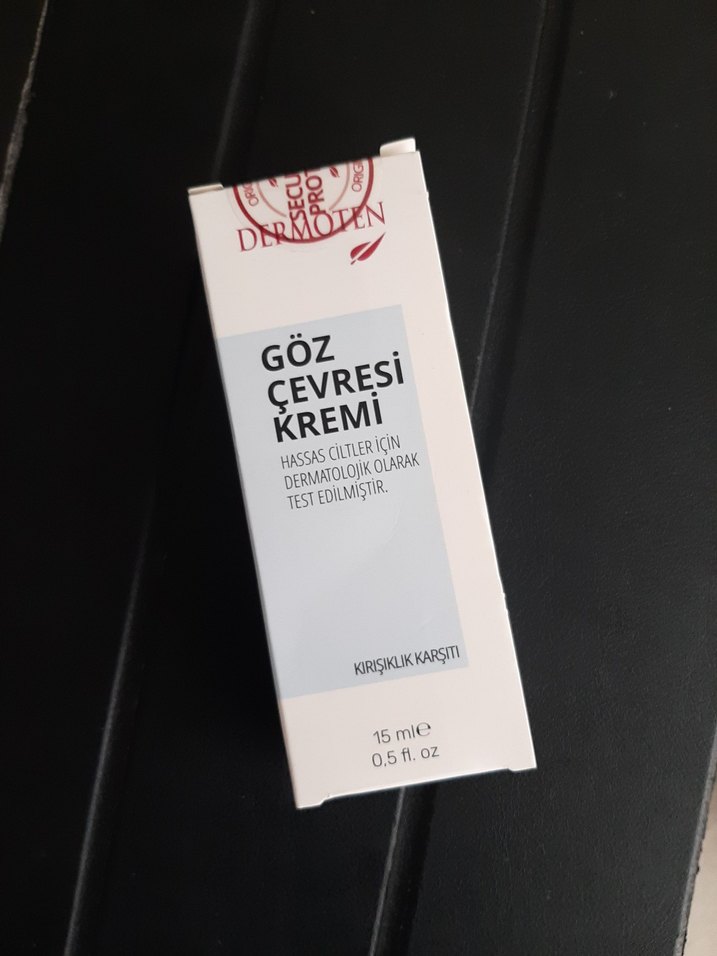 DERMOTEN
GÖZ
ÇEVRESİ
KREMİ
HASSAS CİLTLER İÇİN
DERMATOLOJİK OLARAK
TEST EDİLMİŞTİR.
KIRIŞIKLIK KARŞITI
15 ml℮
0,5 fl. oz